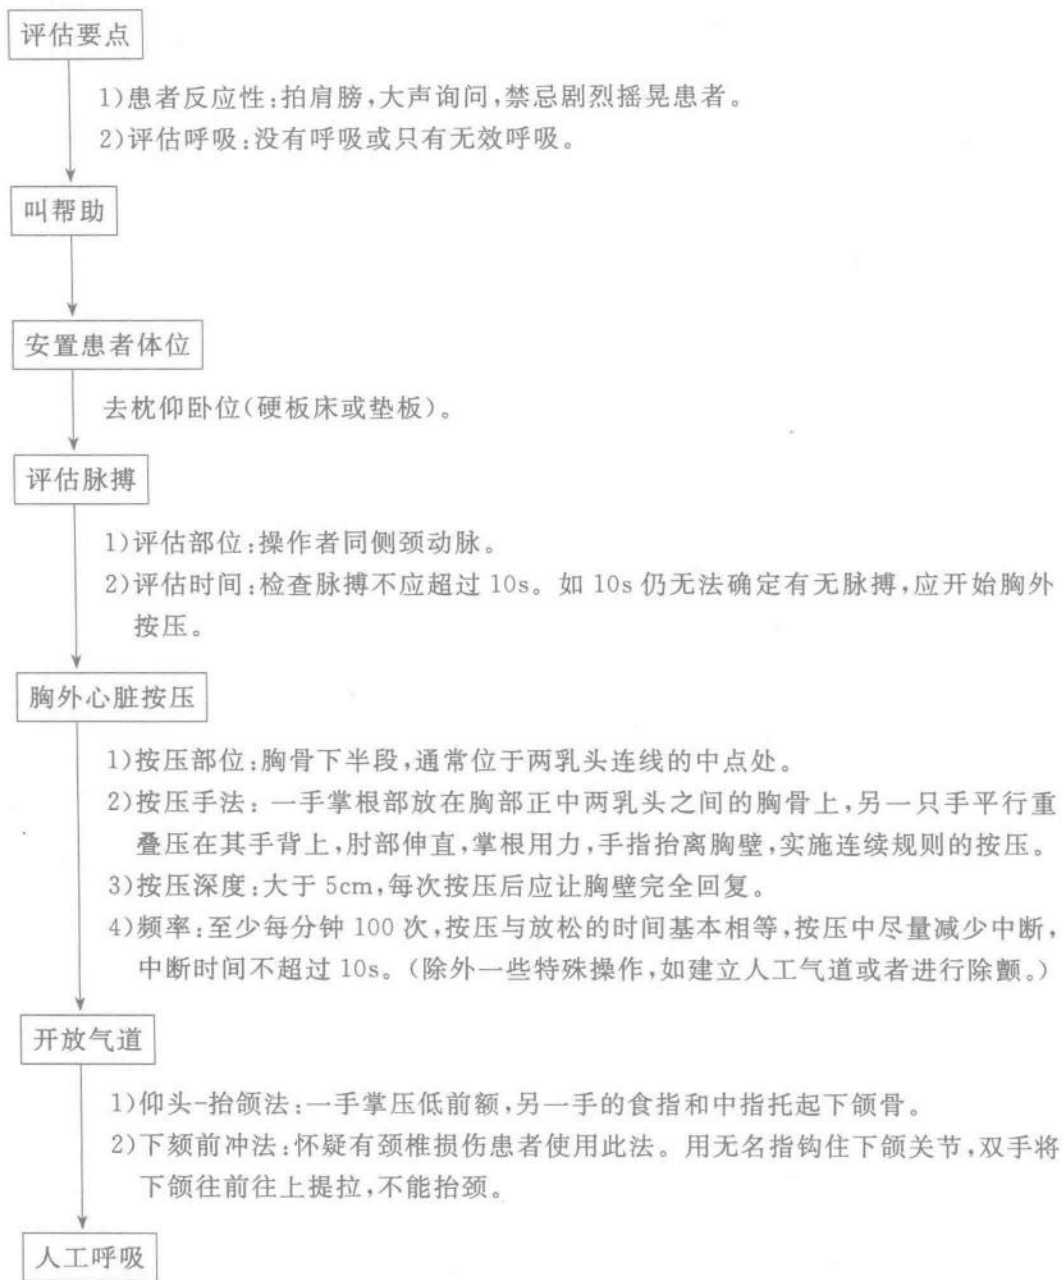 评估要点
1)患者反应性:拍肩膀,大声询问,禁忌剧烈摇晃患者。
2)评估呼吸:没有呼吸或只有无效呼吸。
叫帮助
安置患者体位
去枕仰卧位(硬板床或垫板)。
评估脉搏
1)评估部位:操作者同侧颈动脉。
2)评估时间:检查脉搏不应超过 10s。如 10s 仍无法确定有无脉搏,应开始胸外
按压。
胸外心脏按压
1)按压部位:胸骨下半段,通常位于两乳头连线的中点处。
2)按压手法: 一手掌根部放在胸部正中两乳头之间的胸骨上,另一只手平行重
叠压在其手背上,肘部伸直,掌根用力,手指抬离胸壁,实施连续规则的按压。
3)按压深度:大于 5cm,每次按压后应让胸壁完全回复。
4)频率:至少每分钟 100 次,按压与放松的时间基本相等,按压中尽量减少中断,
中断时间不超过 10s。(除外一些特殊操作,如建立人工气道或者进行除颤。)
开放气道
1)仰头-抬颌法:一手掌压低前额,另一手的食指和中指托起下颌骨。
2)下颏前冲法:怀疑有颈椎损伤患者使用此法。用无名指钩住下颌关节,双手将
下颌往前往上提拉,不能抬颈。
人工呼吸